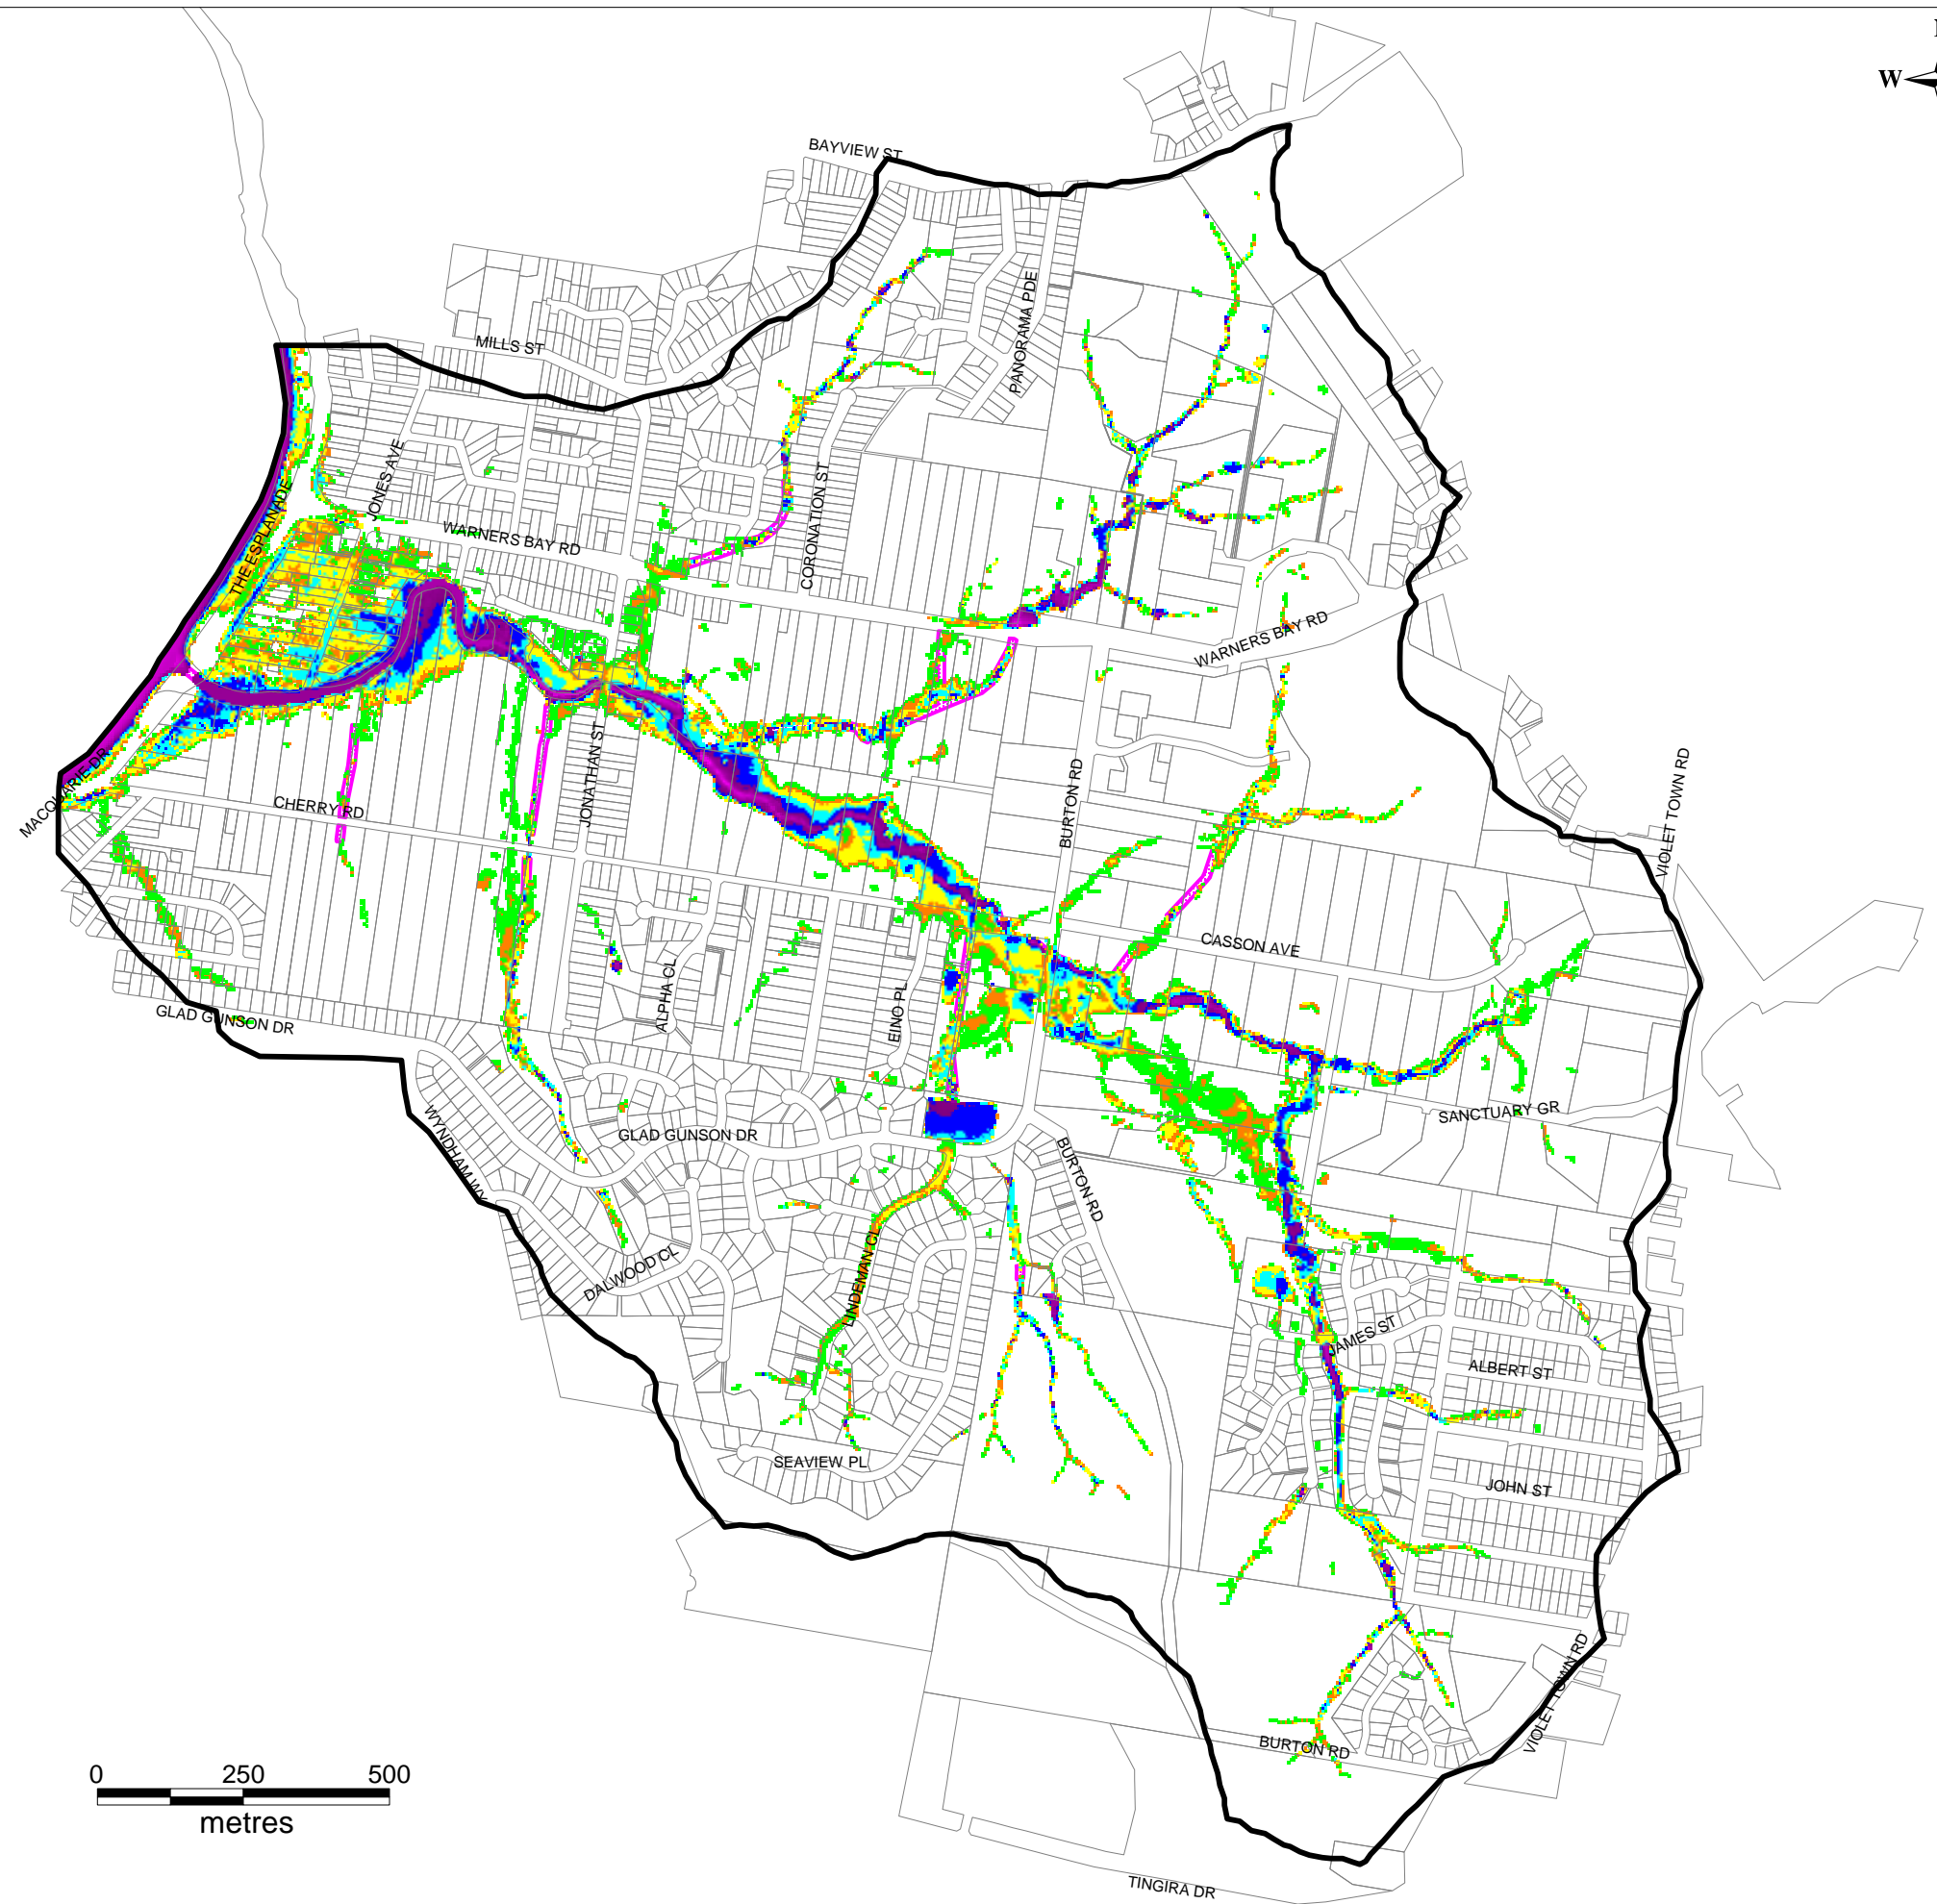 W
BAYVIEW ST
MILLS ST
PANORAMA PDE
JONES AVE
THE ESPLANADE
WARNERS BAY RD
CORONATION ST
WARNERS BAY RD
MACQUARIE DR
CHERRY RD
JONATHAN ST
BURTON RD
VIOLET TOWN RD
CASSON AVE
GLAD GUNSON DR
ALPHA CL
EINO PL
SANCTUARY GR
WYNDHAM WY
GLAD GUNSON DR
BURTON RD
DALWOOD CL
LINDEMAN CL
JAMES ST
ALBERT ST
SEAVIEW PL
JOHN ST
VIOLET TOWN RD
BURTON RD
0 250 500
metres
TINGIRA DR